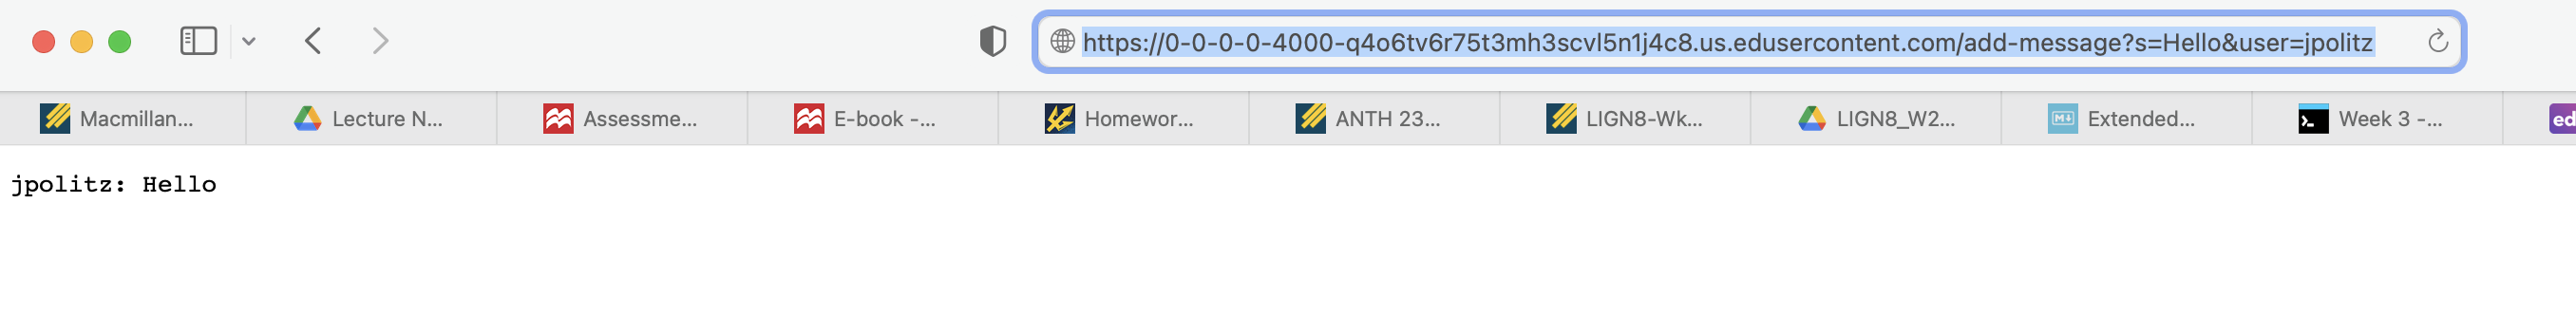 https://0-0-0-0-4000-q4o6tv6r75t3mh3scvl5n1j4c8.us.edusercontent.com/add-message?s=Hello&user=jpolitz
Macmillan... Lecture N... Assessme... E-book -... Homewor... ANTH 23... LIGN8-Wk... LIGN8_W2... M Extended... >_ Week 3 -... ed
jpolitz: Hello